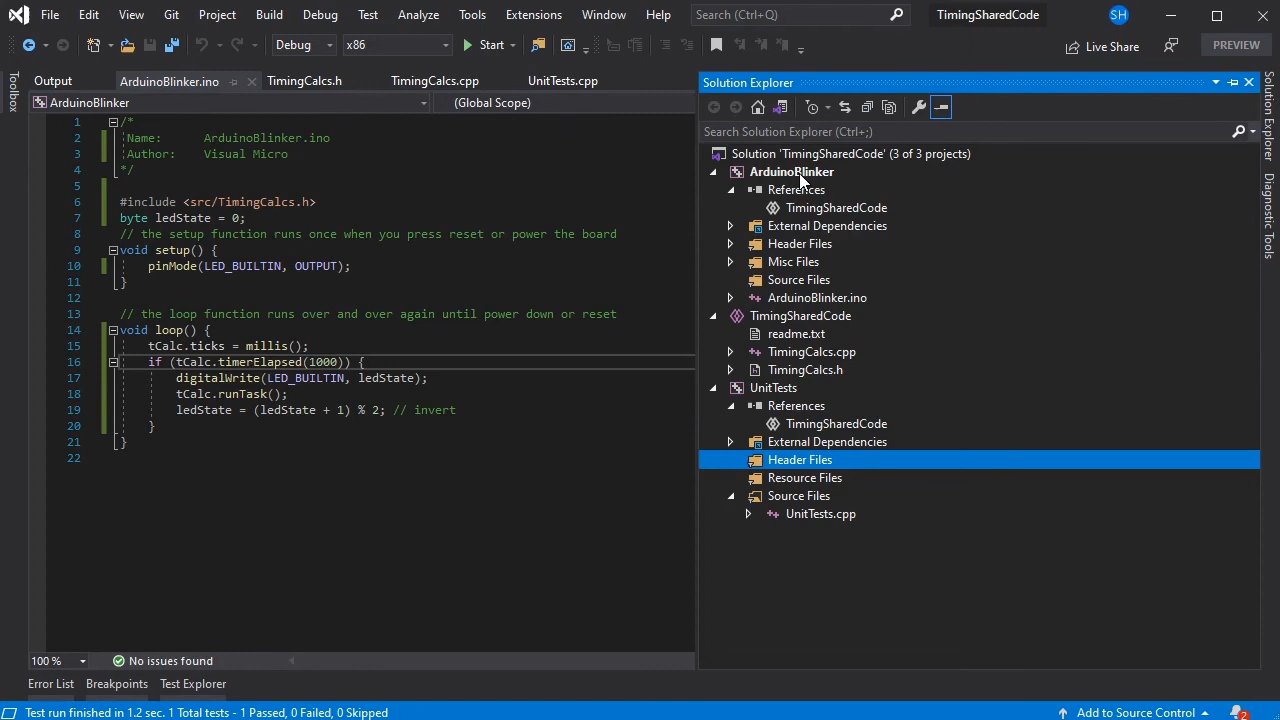 File Edit View Git Project Build Debug Test Analyze Tools Extensions Window Help Search (Ctrl+Q) TimingSharedCode SH
Debug x86 Start Live Share PREVIEW
Toolbox
Output ArduinoBlinker.ino TimingCalcs.h TimingCalcs.cpp UnitTests.cpp
ArduinoBlinker (Global Scope)
1 /*
2 Name: ArduinoBlinker.ino
3 Author: Visual Micro
4 */
5
6 #include <src/TimingCalcs.h>
7 byte ledState = 0;
8 // the setup function runs once when you press reset or power the board
9 void setup() {
10 pinMode(LED_BUILTIN, OUTPUT);
11 }
12
13 // the loop function runs over and over again until power down or reset
14 void loop() {
15 tCalc.ticks = millis();
16 if (tCalc.timerElapsed(1000)) {
17 digitalWrite(LED_BUILTIN, ledState);
18 tCalc.runTask();
19 ledState = (ledState + 1) % 2; // invert
20 }
21 }
22
100 % No issues found
Solution Explorer
Search Solution Explorer (Ctrl+;)
Solution 'TimingSharedCode' (3 of 3 projects)
ArduinoBlinker
References
TimingSharedCode
External Dependencies
Header Files
Misc Files
Source Files
ArduinoBlinker.ino
TimingSharedCode
readme.txt
TimingCalcs.cpp
TimingCalcs.h
UnitTests
References
TimingSharedCode
External Dependencies
Header Files
Resource Files
Source Files
UnitTests.cpp
Solution Explorer
Diagnostic Tools
Error List Breakpoints Test Explorer
Test run finished in 1.2 sec. 1 Total tests - 1 Passed, 0 Failed, 0 Skipped Add to Source Control 2